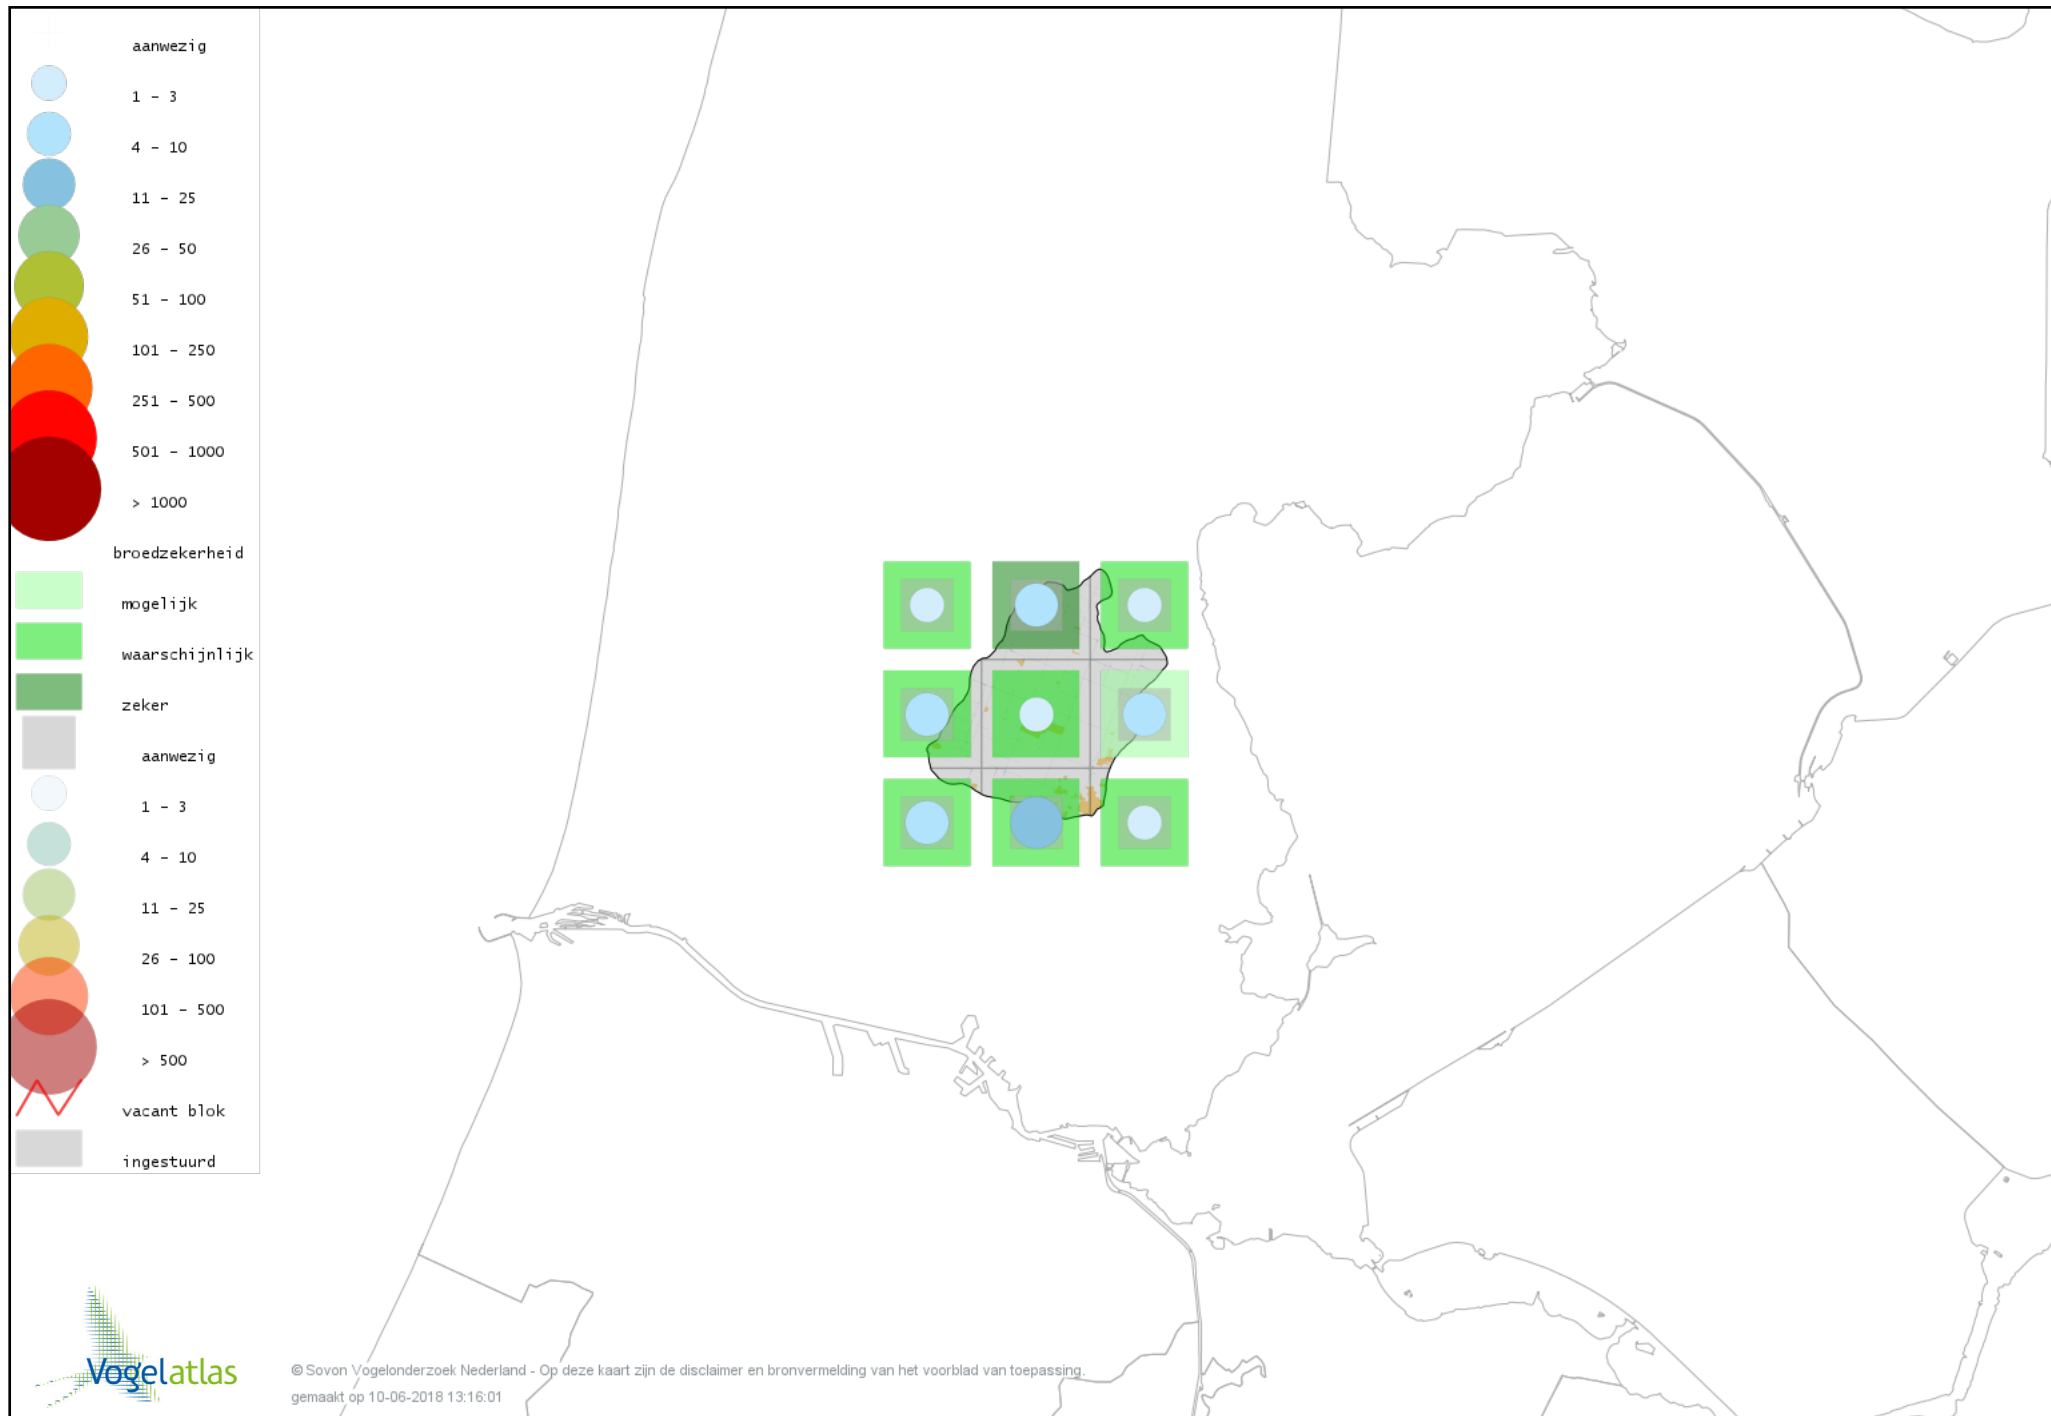 aanwezig
1 - 3
4 - 10
11 - 25
26 - 50
51 - 100
101 - 250
251 - 500
501 - 1000
> 1000
broedzekerheid
mogelijk
waarschijnlijk
zeker
aanwezig
1 - 3
4 - 10
11 - 25
26 - 100
101 - 500
> 500
vacant blok
ingestuurd
Vogelatlas
© Sovon Vogelonderzoek Nederland - Op deze kaart zijn de disclaimer en bronvermelding van het voorblad van toepassing.
gemaakt op 10-06-2018 13:16:01